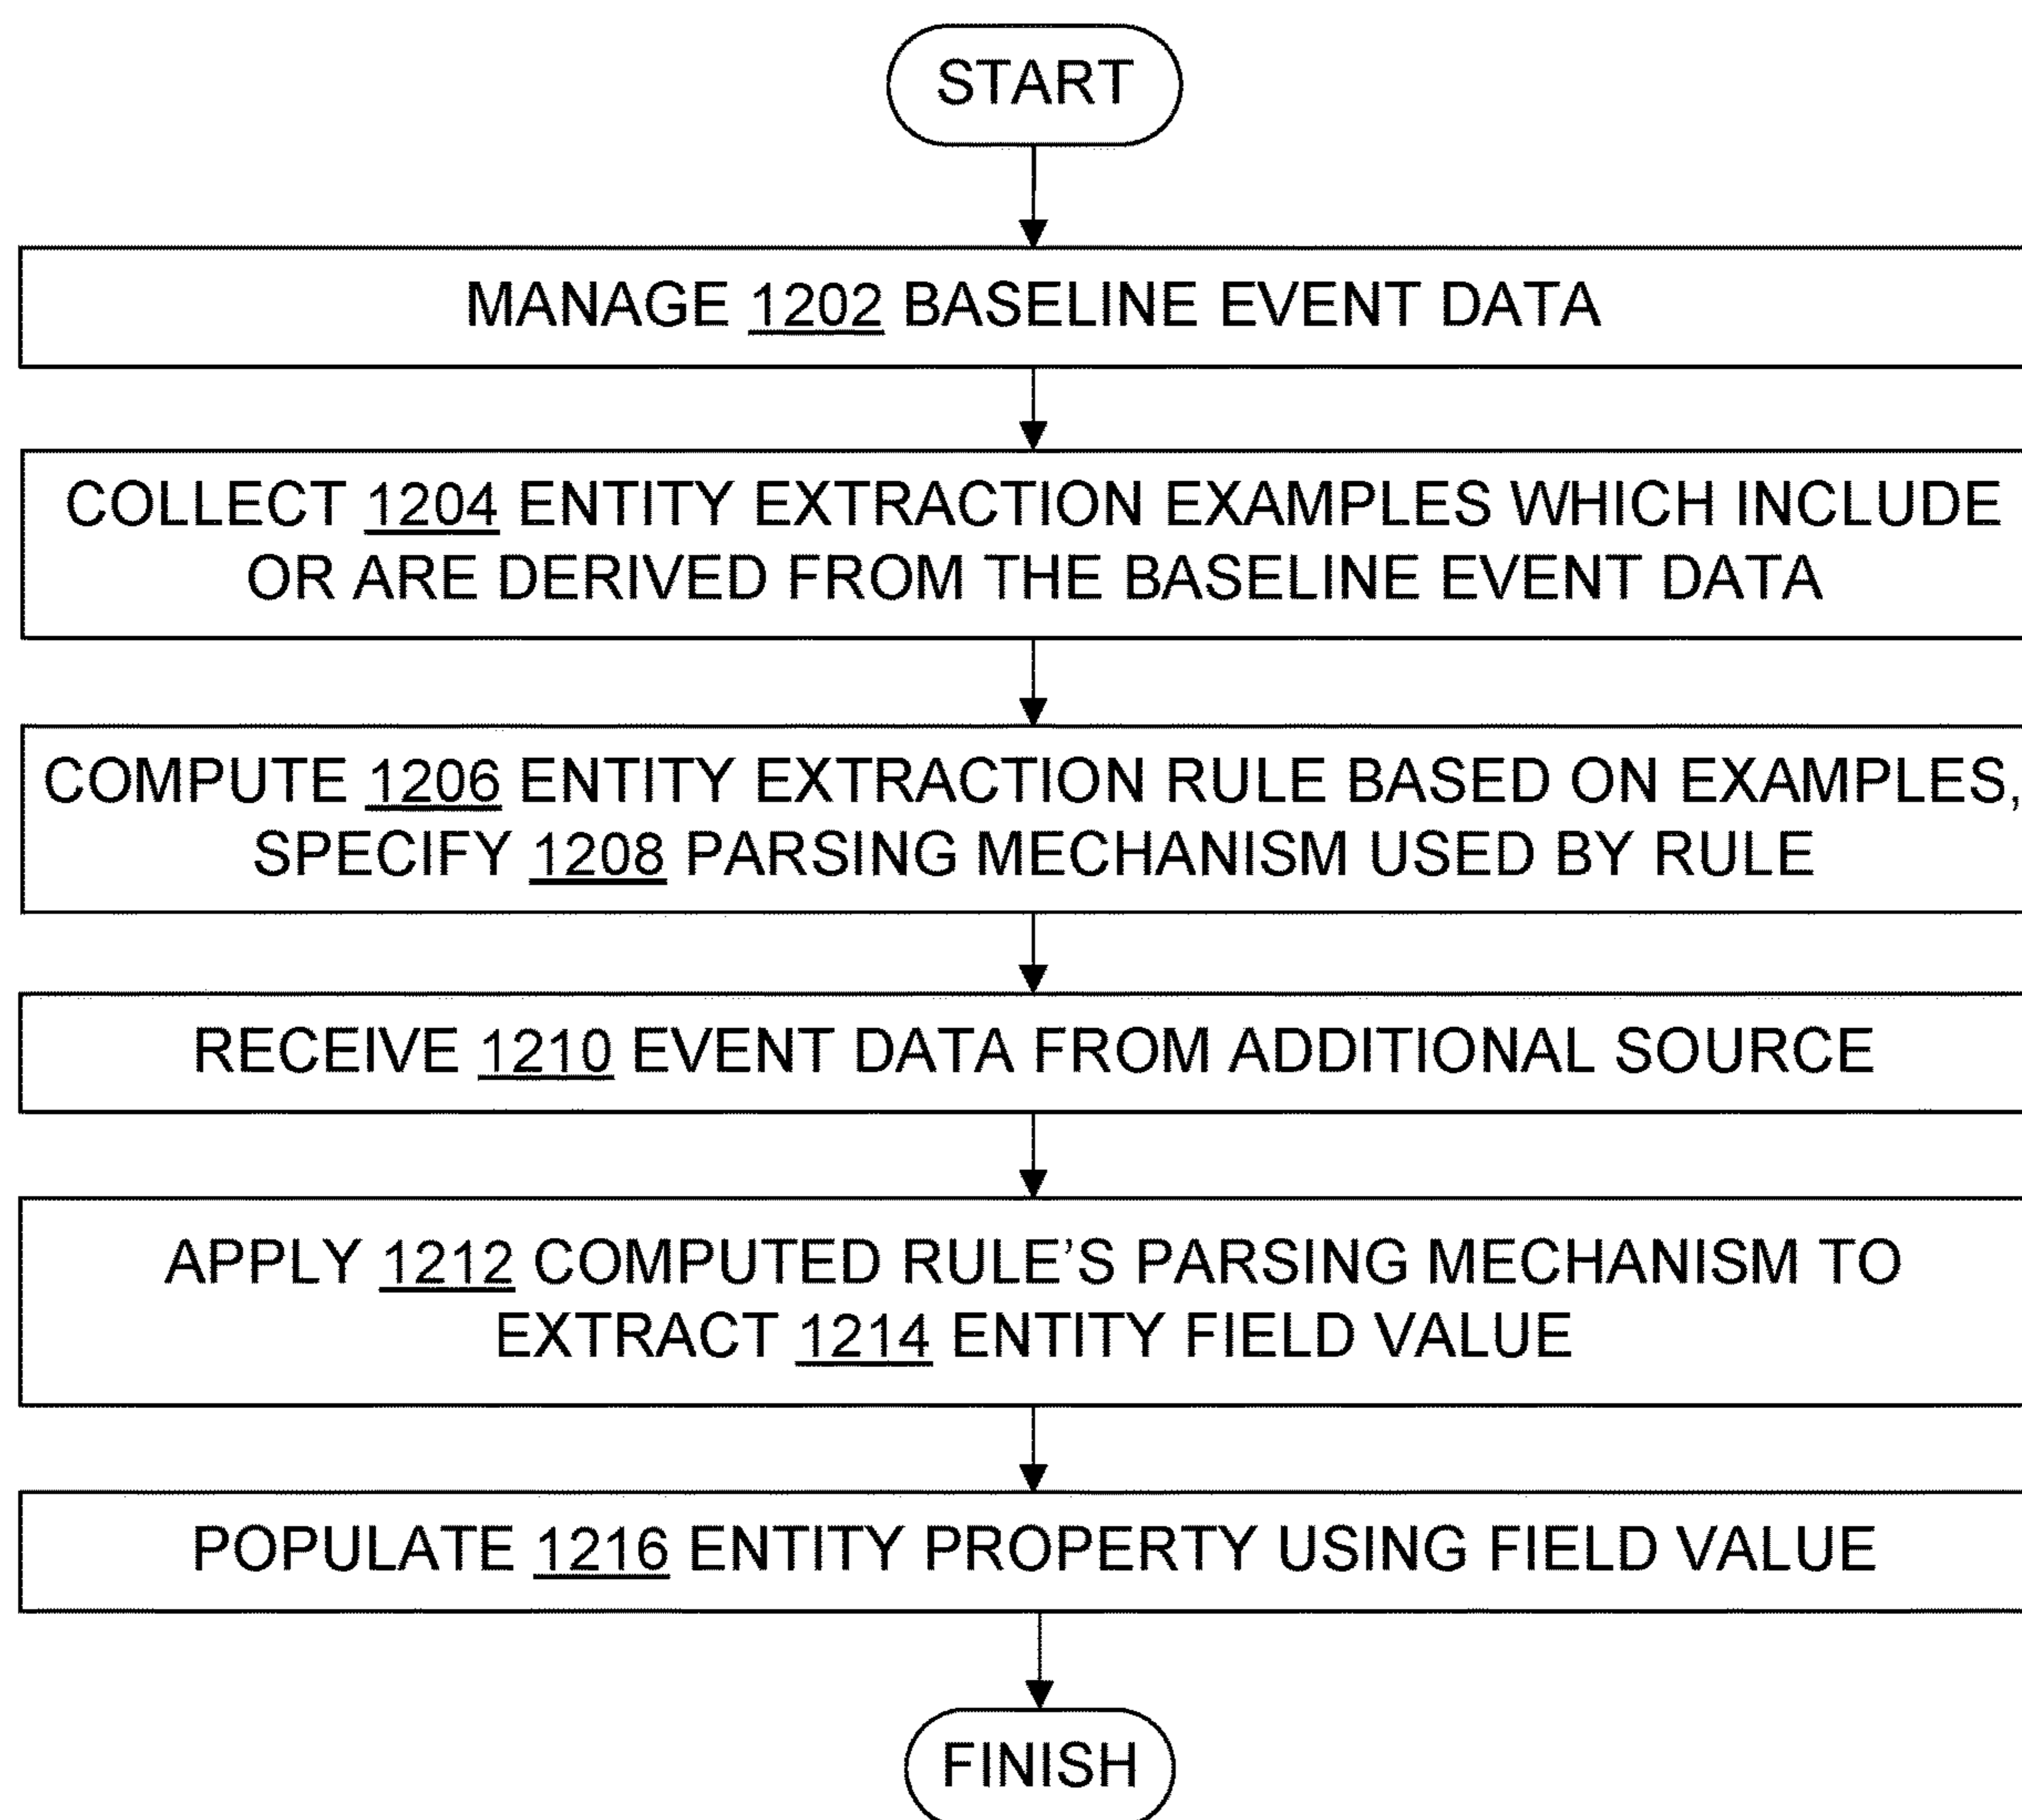 START
MANAGE 1202 BASELINE EVENT DATA
COLLECT 1204 ENTITY EXTRACTION EXAMPLES WHICH INCLUDE
OR ARE DERIVED FROM THE BASELINE EVENT DATA
COMPUTE 1206 ENTITY EXTRACTION RULE BASED ON EXAMPLES,
SPECIFY 1208 PARSING MECHANISM USED BY RULE
RECEIVE 1210 EVENT DATA FROM ADDITIONAL SOURCE
APPLY 1212 COMPUTED RULE’S PARSING MECHANISM TO
EXTRACT 1214 ENTITY FIELD VALUE
POPULATE 1216 ENTITY PROPERTY USING FIELD VALUE
FINISH